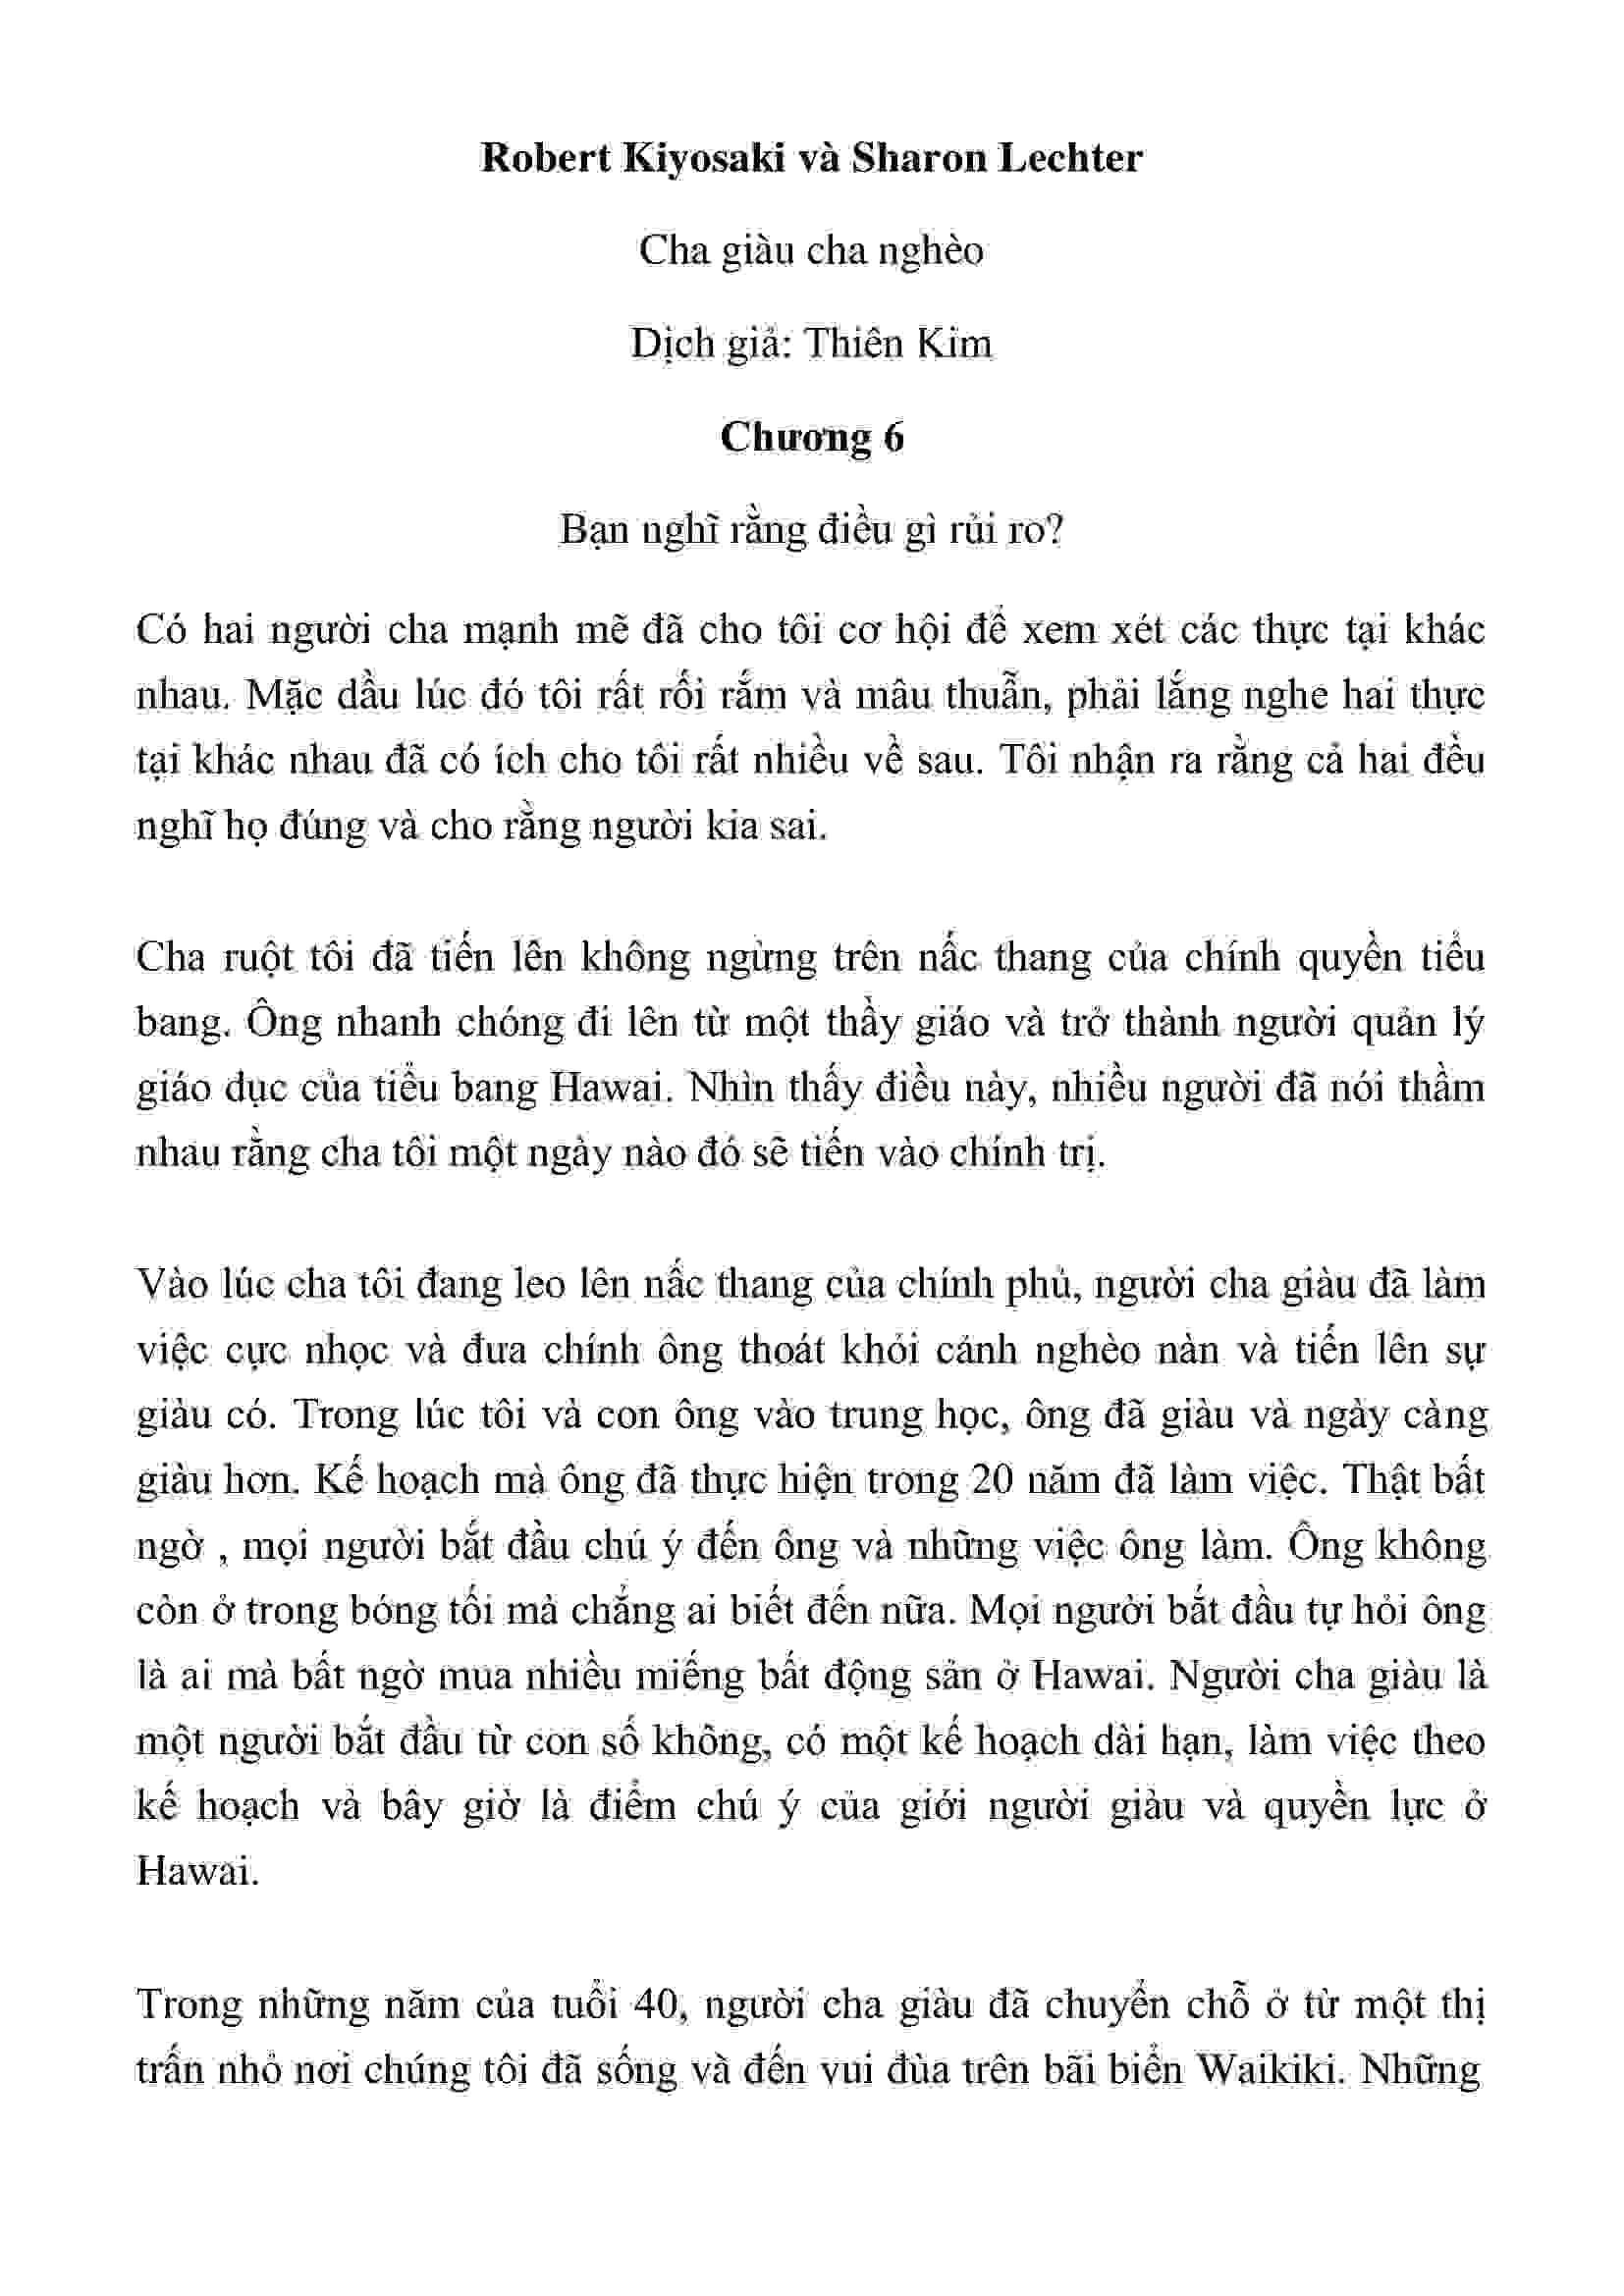 Robert Kiyosaki và Sharon Lechter
Cha giàu cha nghèo
Dịch giả: Thiên Kim
Chương 6
Bạn nghĩ rằng điều gì rủi ro?
Có hai người cha mạnh mẽ đã cho tôi cơ hội để xem xét các thực tại khác
nhau. Mặc dầu lúc đó tôi rất rối rắm và mâu thuẫn, phải lắng nghe hai thực
tại khác nhau đã có ích cho tôi rất nhiều về sau. Tôi nhận ra rằng cả hai đều
nghĩ họ đúng và cho rằng người kia sai.
Cha ruột tôi đã tiến lên không ngừng trên nấc thang của chính quyền tiểu
bang. Ông nhanh chóng đi lên từ một thầy giáo và trở thành người quản lý
giáo dục của tiểu bang Hawai. Nhìn thấy điều này, nhiều người đã nói thầm
nhau rằng cha tôi một ngày nào đó sẽ tiến vào chính trị.
Vào lúc cha tôi đang leo lên nấc thang của chính phủ, người cha giàu đã làm
việc cực nhọc và đưa chính ông thoát khỏi cảnh nghèo nàn và tiến lên sự
giàu có. Trong lúc tôi và con ông vào trung học, ông đã giàu và ngày càng
giàu hơn. Kế hoạch mà ông đã thực hiện trong 20 năm đã làm việc. Thật bất
ngờ , mọi người bắt đầu chú ý đến ông và những việc ông làm. Ông không
còn ở trong bóng tối mà chẳng ai biết đến nữa. Mọi người bắt đầu tự hỏi ông
là ai mà bất ngờ mua nhiều miếng bất động sản ở Hawai. Người cha giàu là
một người bắt đầu từ con số không, có một kế hoạch dài hạn, làm việc theo
kế hoạch và bây giờ là điểm chú ý của giới người giàu và quyền lực ở
Hawai.
Trong những năm của tuổi 40, người cha giàu đã chuyển chỗ ở từ một thị
trấn nhỏ nơi chúng tôi đã sống và đến vui đùa trên bãi biển Waikiki. Những